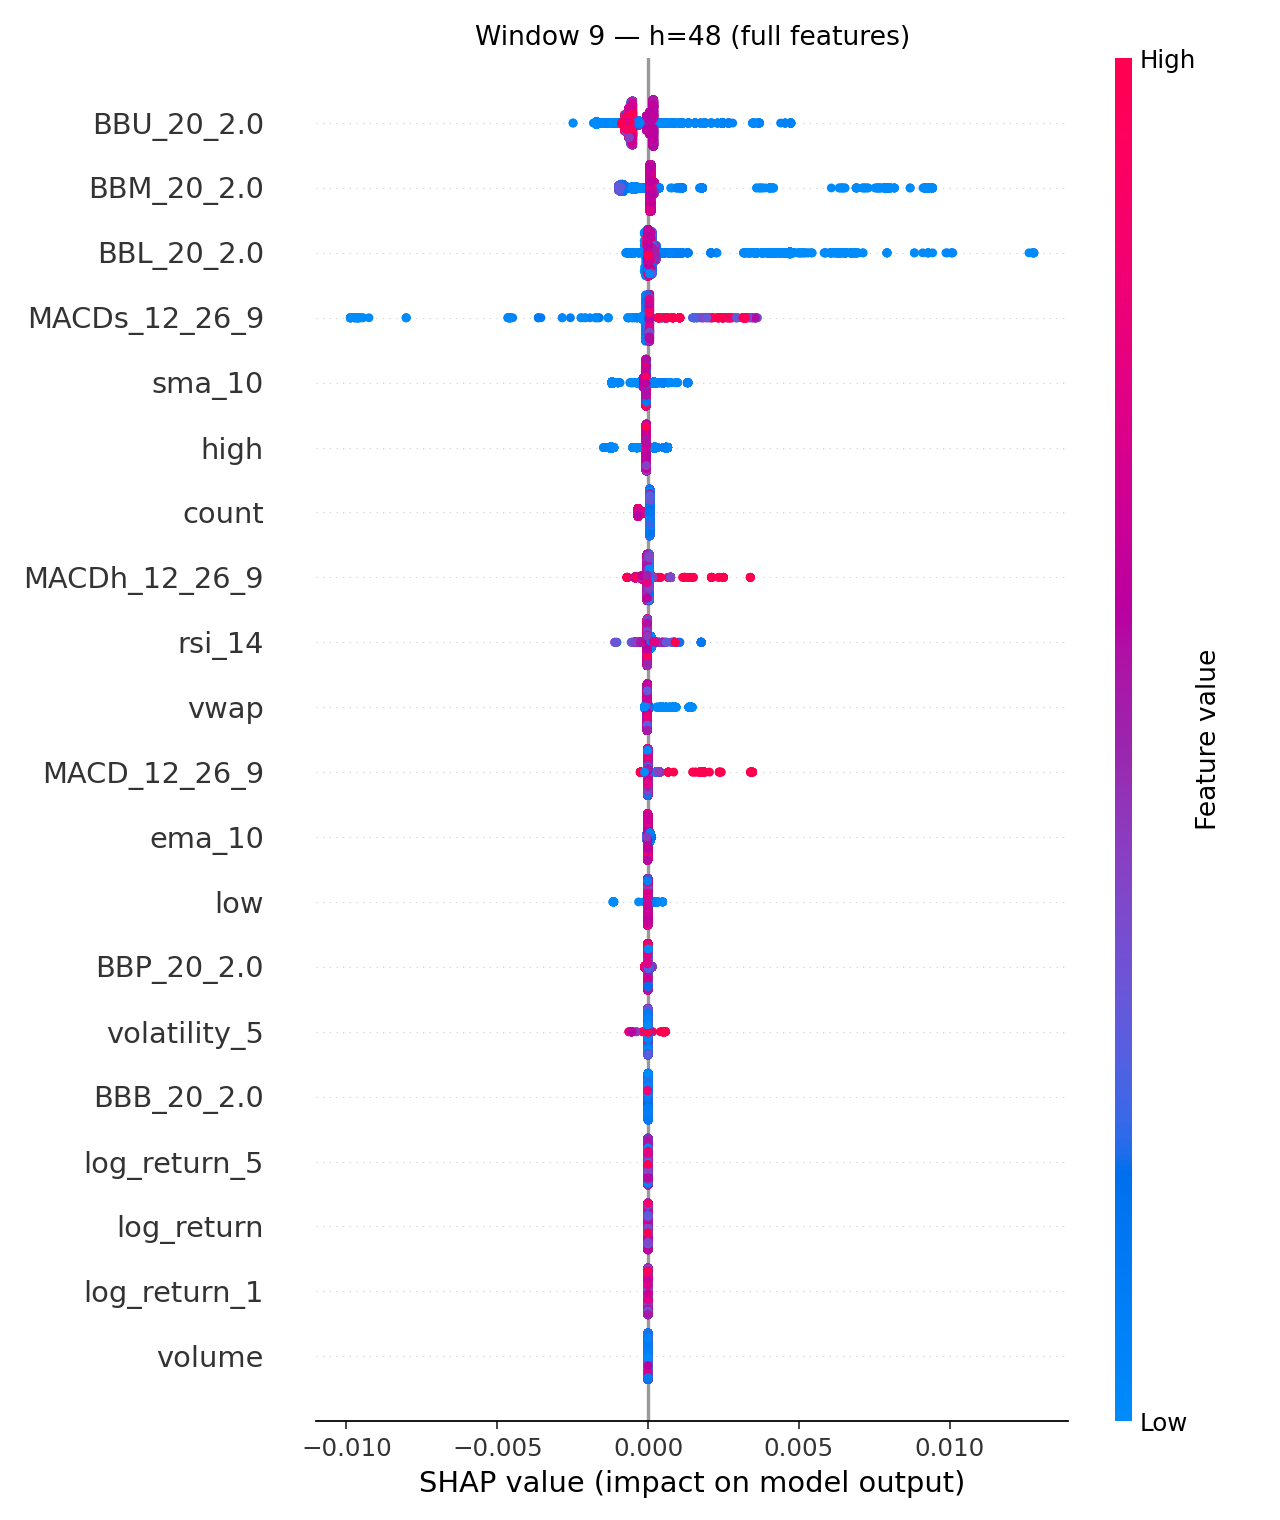 Window 9 — h=48 (full features)
High
BBU_20_2.0
BBM_20_2.0
BBL_20_2.0
MACDs_12_26_9
sma_10
high
count
MACDh_12_26_9
rsi_14
vwap
MACD_12_26_9
ema_10
low
BBP_20_2.0
volatility_5
BBB_20_2.0
log_return_5
log_return
log_return_1
volume
Feature value
Low
−0.010 −0.005 0.000 0.005 0.010
SHAP value (impact on model output)